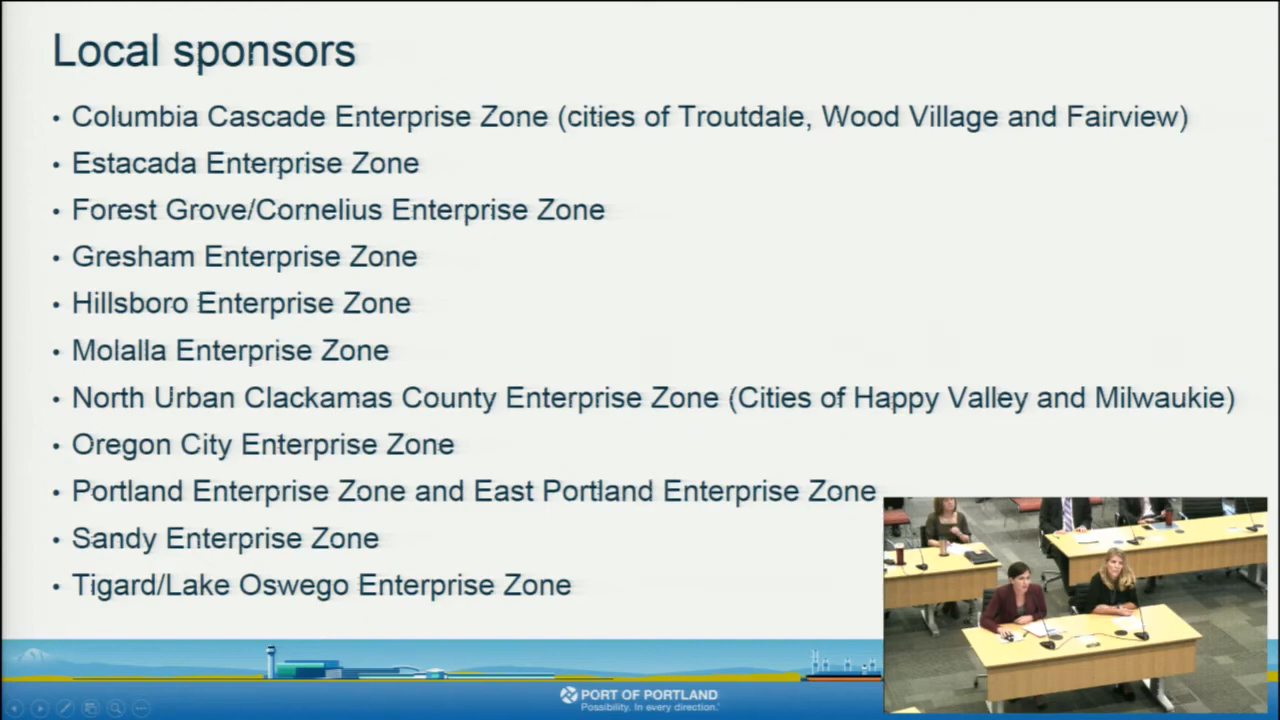 Local sponsors
• Columbia Cascade Enterprise Zone (cities of Troutdale, Wood Village and Fairview)
• Estacada Enterprise Zone
• Forest Grove/Cornelius Enterprise Zone
• Gresham Enterprise Zone
• Hillsboro Enterprise Zone
• Molalla Enterprise Zone
• North Urban Clackamas County Enterprise Zone (Cities of Happy Valley and Milwaukie)
• Oregon City Enterprise Zone
• Portland Enterprise Zone and East Portland Enterprise Zone
• Sandy Enterprise Zone
• Tigard/Lake Oswego Enterprise Zone
PORT OF PORTLAND
Possibility. In every direction.